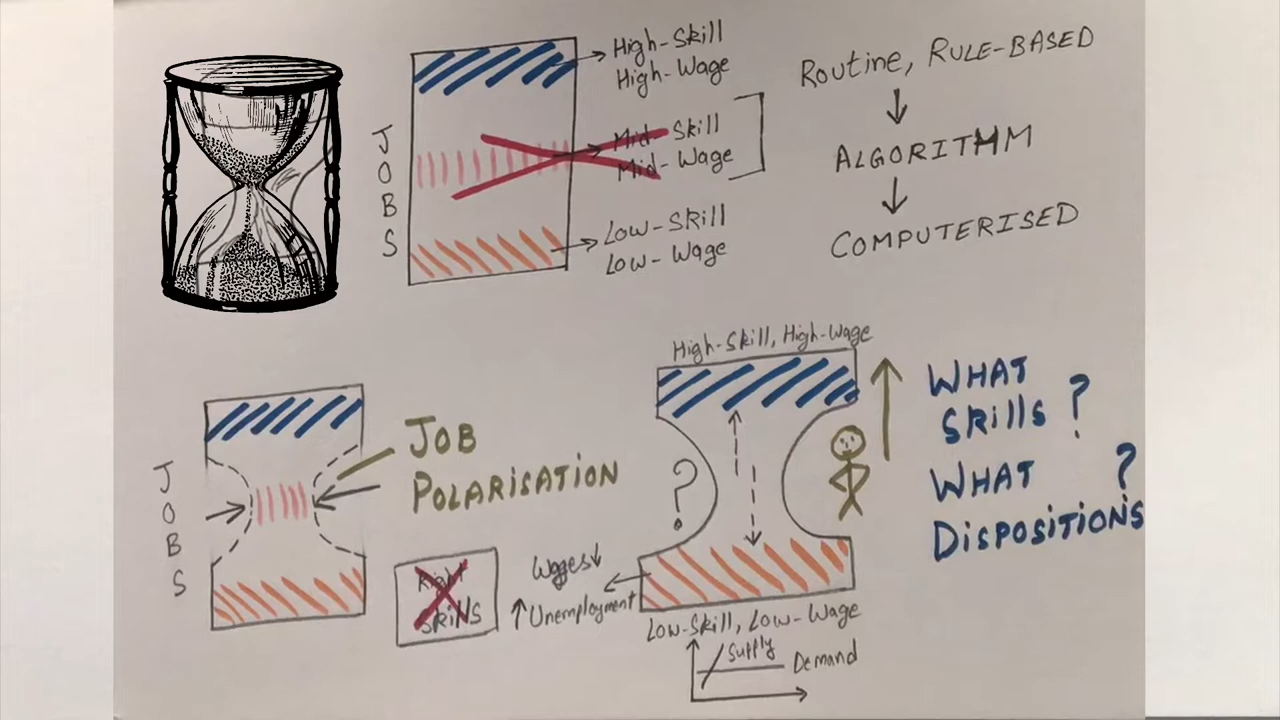 JOBS
High-Skill
High-Wage
Mid-Skill
Mid-Wage
Low-Skill
Low-Wage
ROUTINE, RULE-BASED
ALGORITHM
COMPUTERISED
JOBS
JOB
POLARISATION
Right
Skills
Wages↓
↑Unemployment
High-Skill, High-Wage
?
Low-Skill, Low-Wage
Supply
Demand
WHAT
SKills?
WHAT ?
DISPOSITIONS